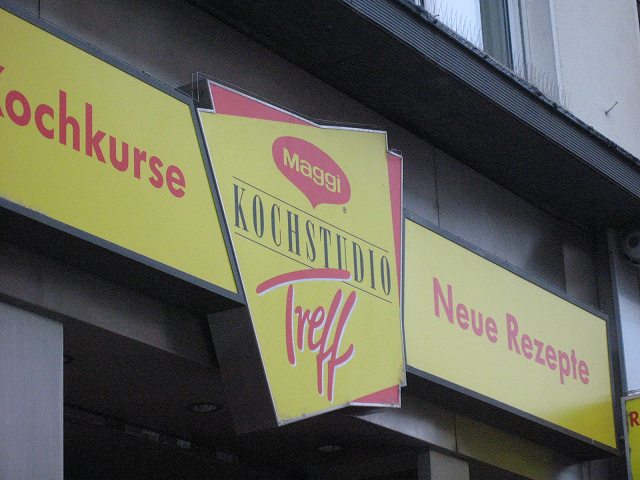 Kochkurse
Maggi
®
KOCHSTUDIO
Treff
Neue Rezepte
R